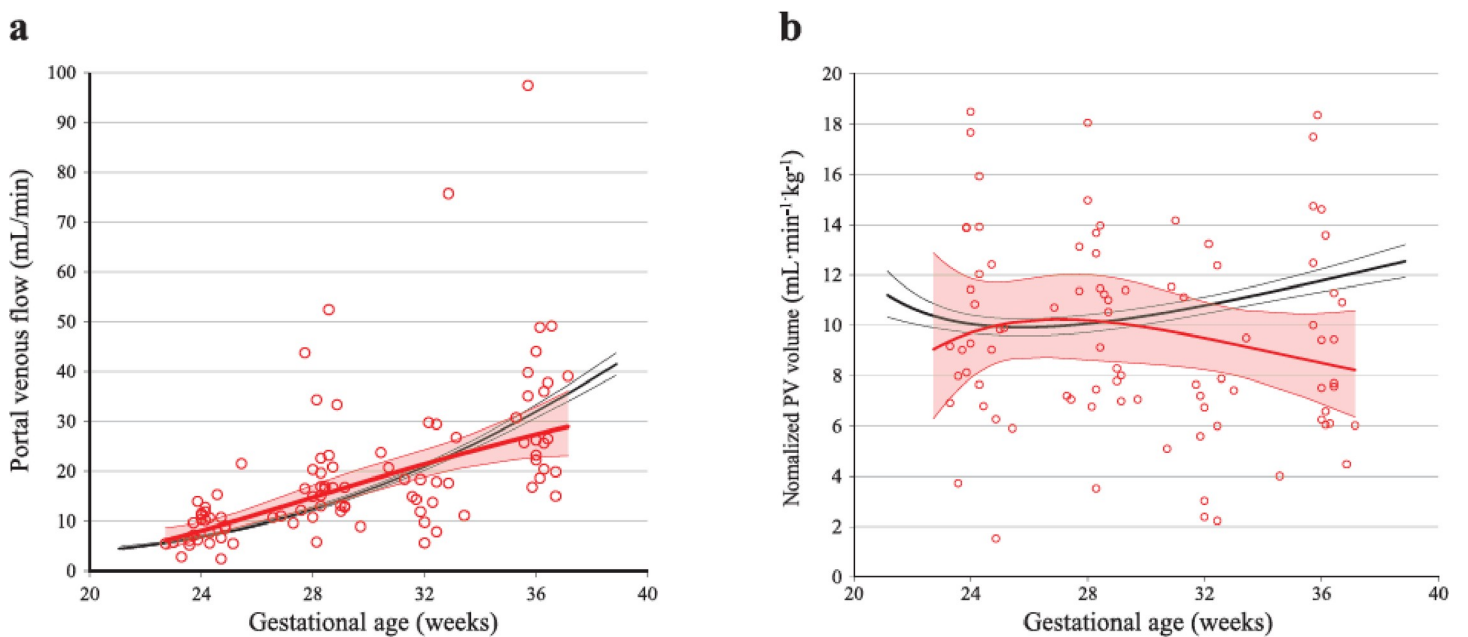 a
Portal venous flow (mL/min)
100
90
80
70
60
50
40
30
20
10
0
20 24 28 32 36 40
Gestational age (weeks)
b
Nomalized PV volume (mL·min⁻¹·kg⁻¹)
20
18
16
14
12
10
8
6
4
2
0
20 24 28 32 36 40
Gestational age (weeks)